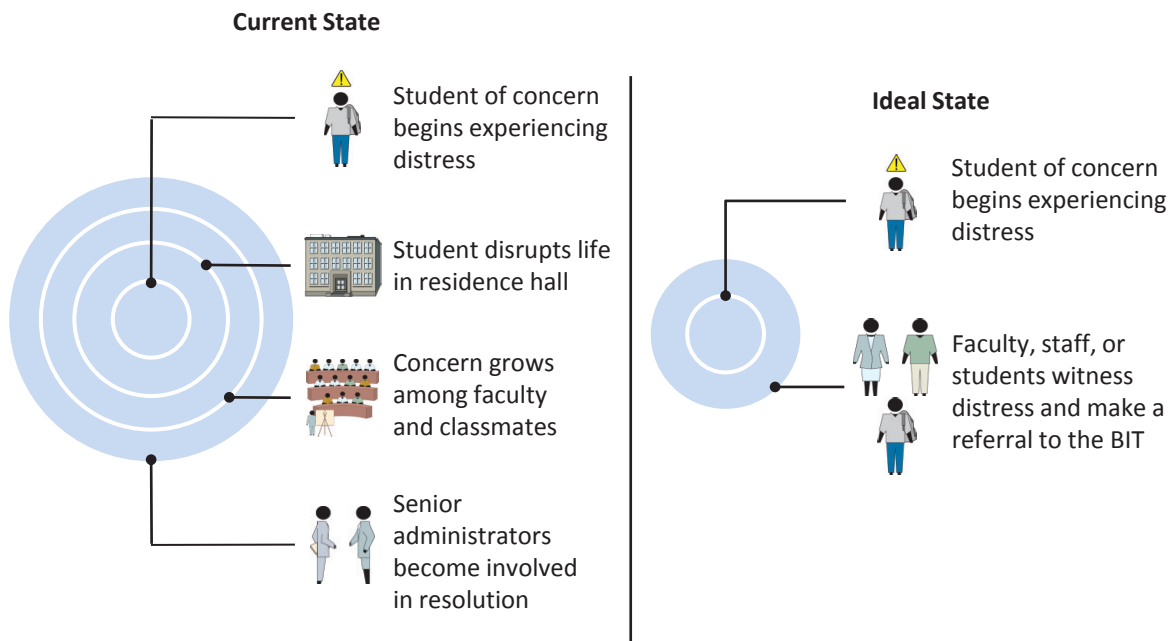 Current State
Student of concern
begins experiencing
distress
Student disrupts life
in residence hall
Concern grows
among faculty
and classmates
Senior
administrators
become involved
in resolution
Ideal State
Student of concern
begins experiencing
distress
Faculty, staff, or
students witness
distress and make a
referral to the BIT